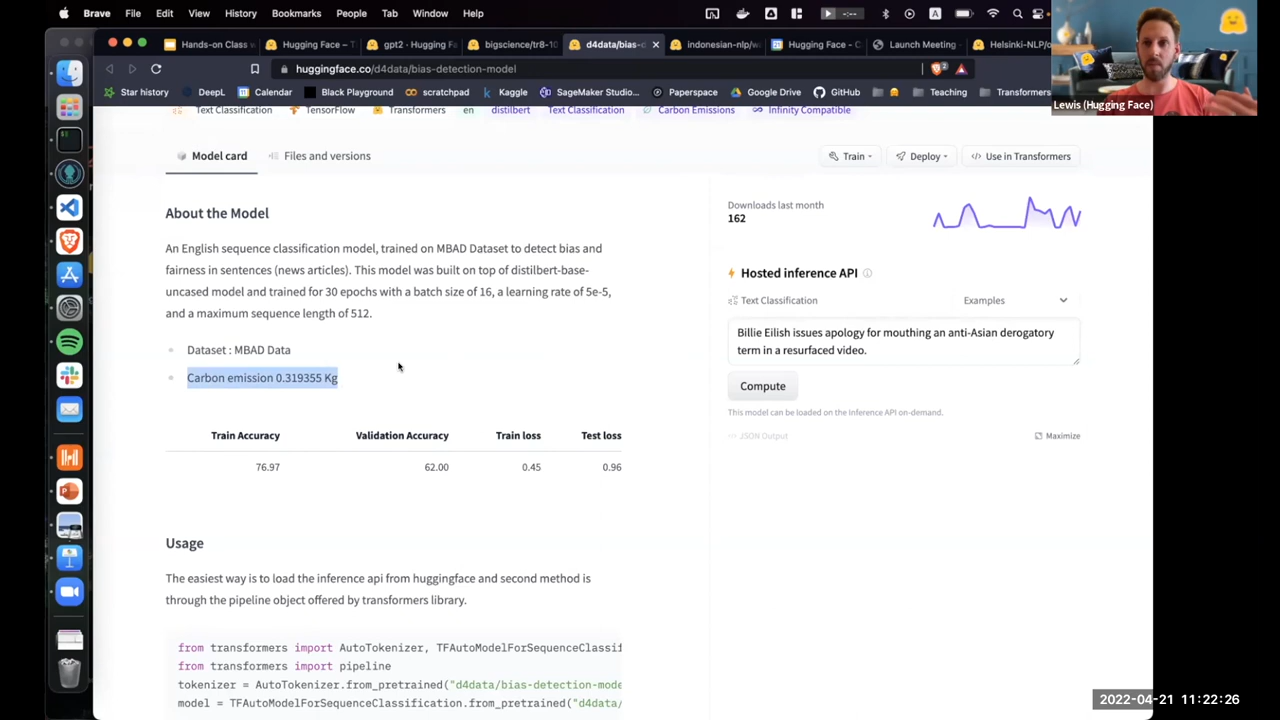 Brave File Edit View History Bookmarks People Tab Window Help
Hands-on Class w
Hugging Face – T
gpt2 · Hugging Fa
bigscience/tr8-10
d4data/bias-d
indonesian-nlp/w
Hugging Face - C
Launch Meeting -
Helsinki-NLP/o
huggingface.co/d4data/bias-detection-model
Star history DeepL Calendar Black Playground scratchpad Kaggle SageMaker Studio... Paperspace Google Drive GitHub Teaching Transformers
Lewis (Hugging Face)
Text Classification TensorFlow Transformers en distilbert Text Classification Carbon Emissions Infinity Compatible
Model card Files and versions Train Deploy Use in Transformers
About the Model
An English sequence classification model, trained on MBAD Dataset to detect bias and
fairness in sentences (news articles). This model was built on top of distilbert-base-
uncased model and trained for 30 epochs with a batch size of 16, a learning rate of 5e-5,
and a maximum sequence length of 512.
Dataset : MBAD Data
Carbon emission 0.319355 Kg
Train Accuracy Validation Accuracy Train loss Test loss
76.97 62.00 0.45 0.96
Usage
The easiest way is to load the inference api from huggingface and second method is
through the pipeline object offered by transformers library.
from transformers import AutoTokenizer, TFAutoModelForSequenceClassif
from transformers import pipeline
tokenizer = AutoTokenizer.from_pretrained("d4data/bias-detection-mode
model = TFAutoModelForSequenceClassification.from_pretrained("d4data/
Downloads last month
162
Hosted inference API
Text Classification Examples
Billie Eilish issues apology for mouthing an anti-Asian derogatory
term in a resurfaced video.
Compute
This model can be loaded on the Inference API on-demand.
JSON Output Maximize
2022-04-21 11:22:26